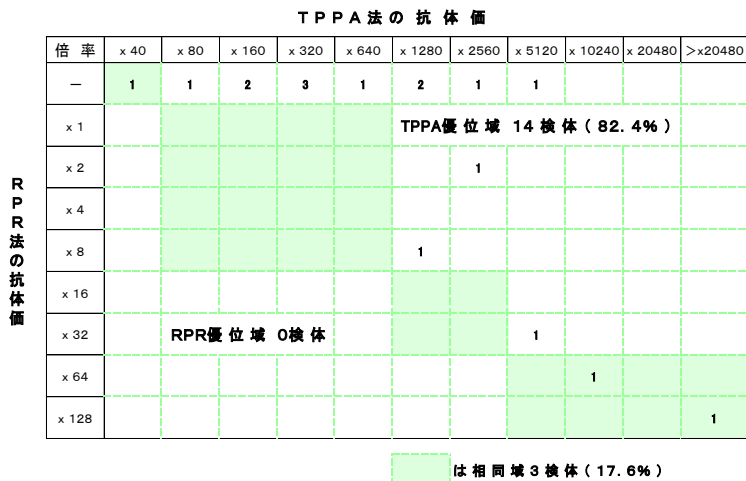 TPPA法の抗体価
倍率 x 40 x 80 x 160 x 320 x 640 x 1280 x 2560 x 5120 x 10240 x 20480 ＞x20480
－ 1 1 2 3 1 2 1 1
x 1 TPPA優位域 14検体(82.4%)
x 2 1
x 4
x 8 1
x 16
x 32 RPR優位域 0検体 1
x 64 1
x 128 1
RPR法の抗体価
は相同域3検体(17.6%)